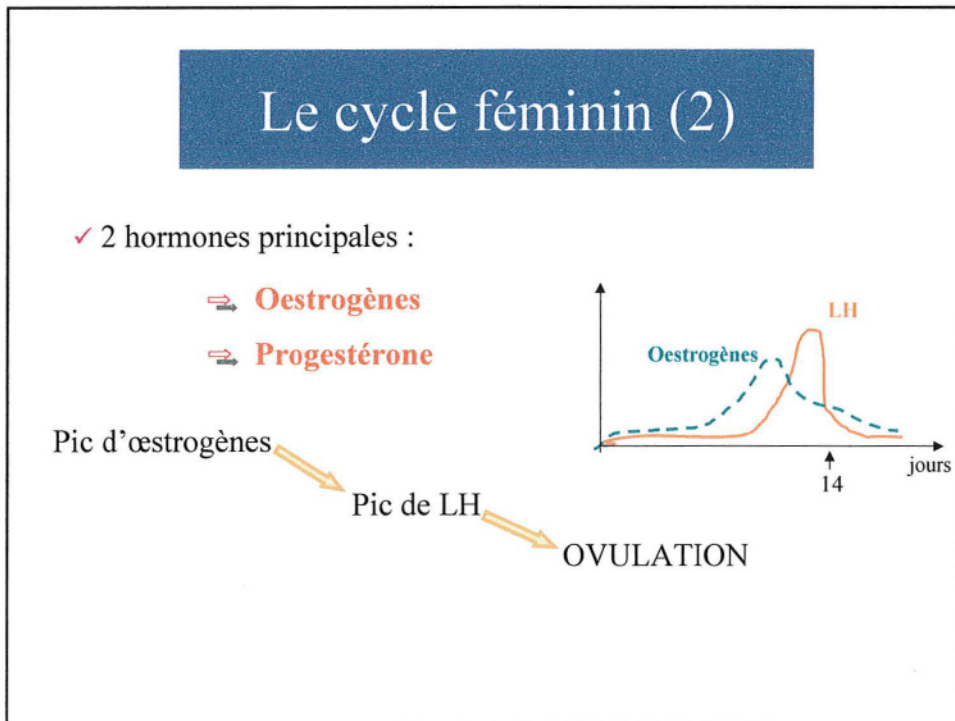 Le cycle féminin (2)
✓ 2 hormones principales :
⇨ Oestrogènes
⇨ Progestérone
LH
Oestrogènes
jours
14
Pic d'œstrogènes
Pic de LH
OVULATION